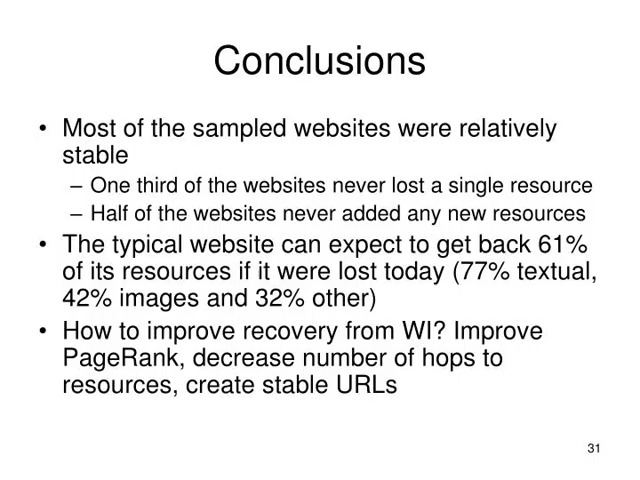 Conclusions
• Most of the sampled websites were relatively
stable
– One third of the websites never lost a single resource
– Half of the websites never added any new resources
• The typical website can expect to get back 61%
of its resources if it were lost today (77% textual,
42% images and 32% other)
• How to improve recovery from WI? Improve
PageRank, decrease number of hops to
resources, create stable URLs
31